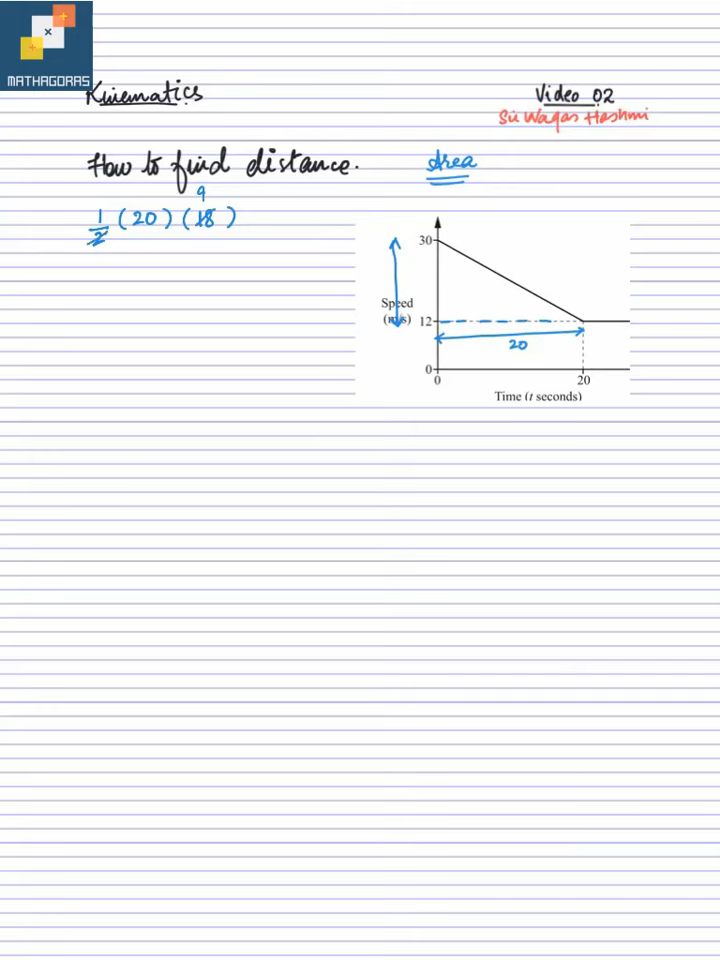 MATHAGORAS
Kinematics
Video 02
Sir Waqas Hashmi
How to find distance.
Area
9
1/2 (20) (18)
30
Speed
(m/s)
12
20
0
0
20
Time (t seconds)